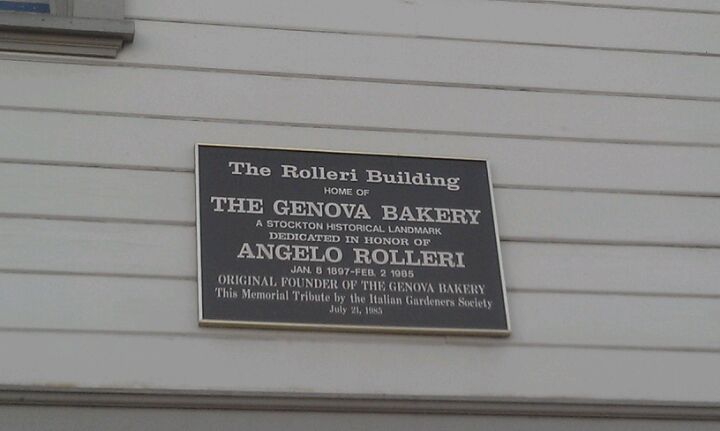 The Rolleri Building
HOME OF
THE GENOVA BAKERY
A STOCKTON HISTORICAL LANDMARK
DEDICATED IN HONOR OF
ANGELO ROLLERI
JAN. 8 1897-FEB. 2 1985
ORIGINAL FOUNDER OF THE GENOVA BAKERY
This Memorial Tribute by the Italian Gardeners Society
July 21, 1985